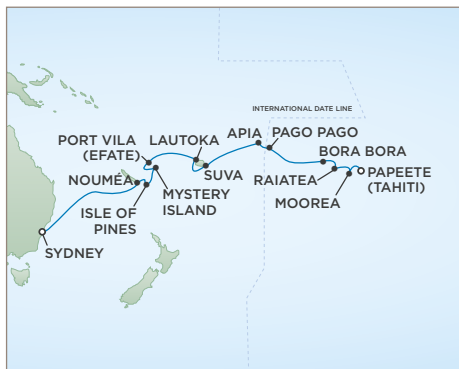 INTERNATIONAL DATE LINE
PORT VILA
(EFATE)
LAUTOKA
APIA
PAGO PAGO
BORA BORA
NOUMÉA
SUVA
RAIATEA
PAPEETE
(TAHITI)
MYSTERY
ISLAND
MOOREA
ISLE OF
PINES
SYDNEY